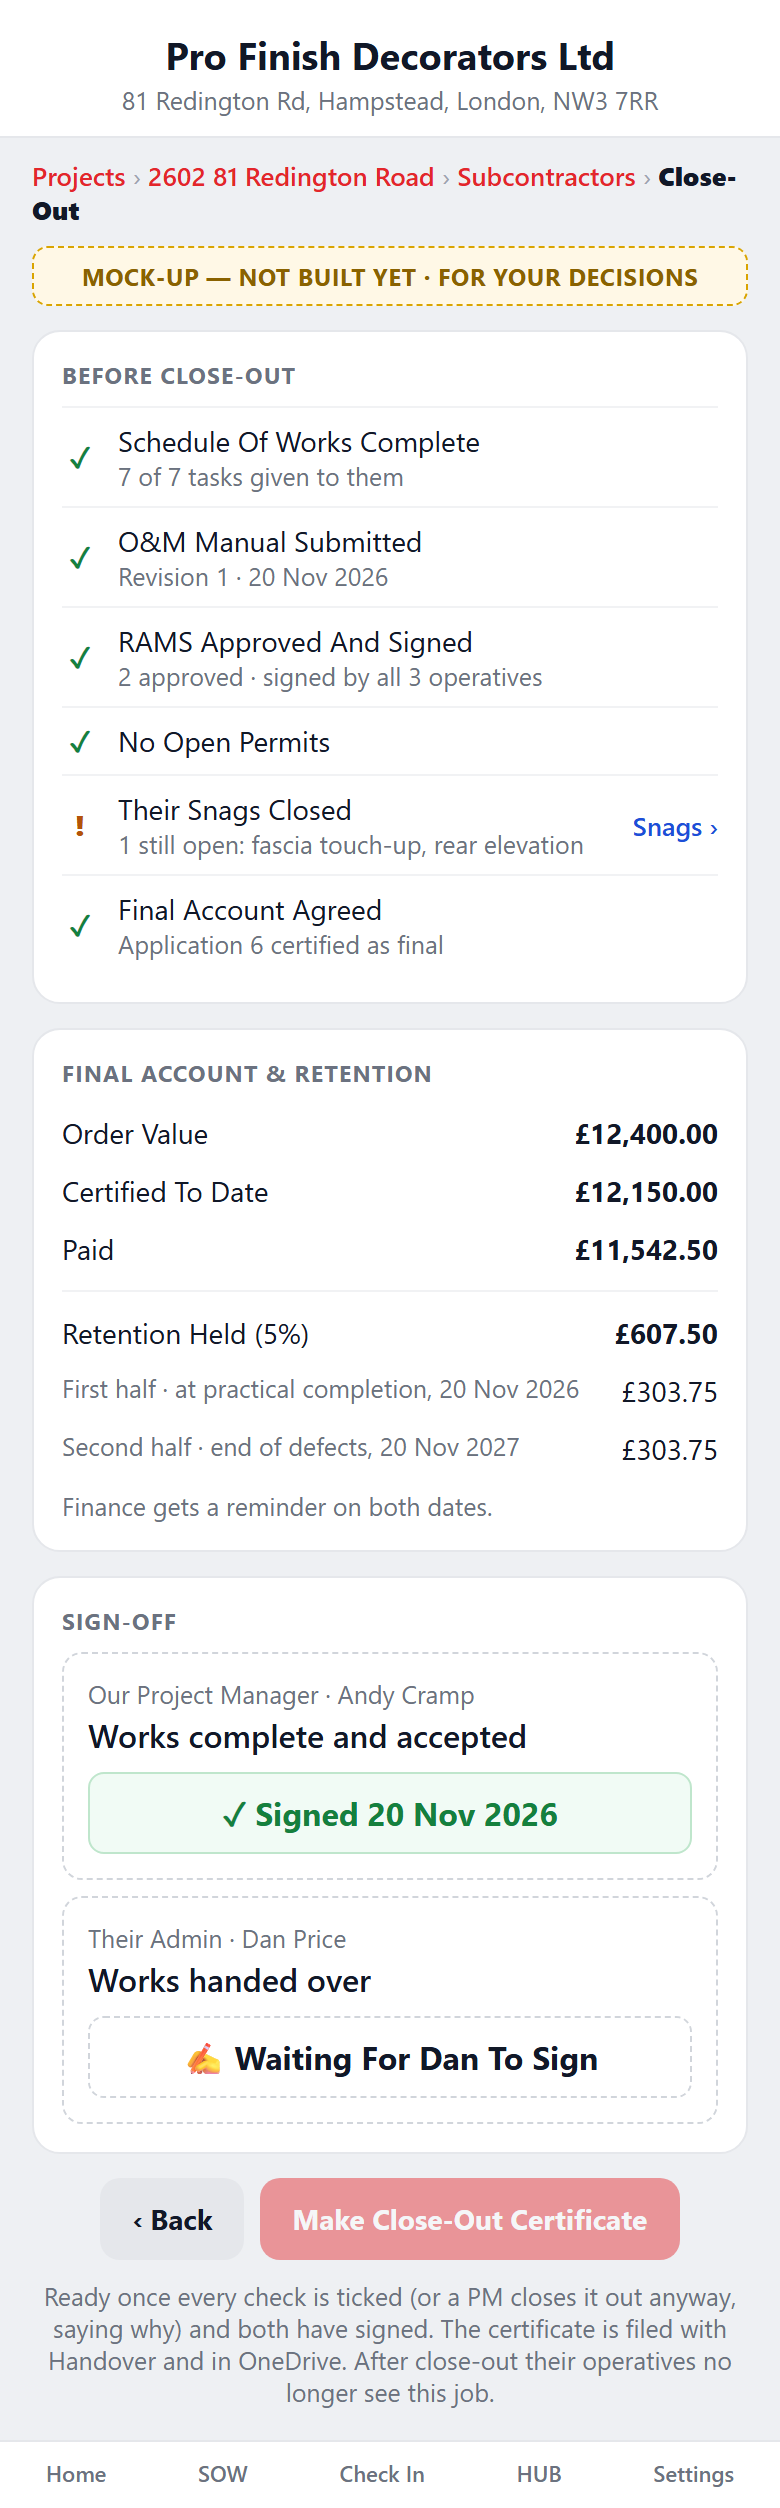 Pro Finish Decorators Ltd
81 Redington Rd, Hampstead, London, NW3 7RR
Projects › 2602 81 Redington Road › Subcontractors › Close-
Out
MOCK-UP — NOT BUILT YET · FOR YOUR DECISIONS
BEFORE CLOSE-OUT
✓ Schedule Of Works Complete
7 of 7 tasks given to them
✓ O&M Manual Submitted
Revision 1 · 20 Nov 2026
✓ RAMS Approved And Signed
2 approved · signed by all 3 operatives
✓ No Open Permits
! Their Snags Closed
1 still open: fascia touch-up, rear elevation
Snags ›
✓ Final Account Agreed
Application 6 certified as final
FINAL ACCOUNT & RETENTION
Order Value £12,400.00
Certified To Date £12,150.00
Paid £11,542.50
Retention Held (5%) £607.50
First half · at practical completion, 20 Nov 2026 £303.75
Second half · end of defects, 20 Nov 2027 £303.75
Finance gets a reminder on both dates.
SIGN-OFF
Our Project Manager · Andy Cramp
Works complete and accepted
✓ Signed 20 Nov 2026
Their Admin · Dan Price
Works handed over
✍ Waiting For Dan To Sign
‹ Back
Make Close-Out Certificate
Ready once every check is ticked (or a PM closes it out anyway,
saying why) and both have signed. The certificate is filed with
Handover and in OneDrive. After close-out their operatives no
longer see this job.
Home SOW Check In HUB Settings